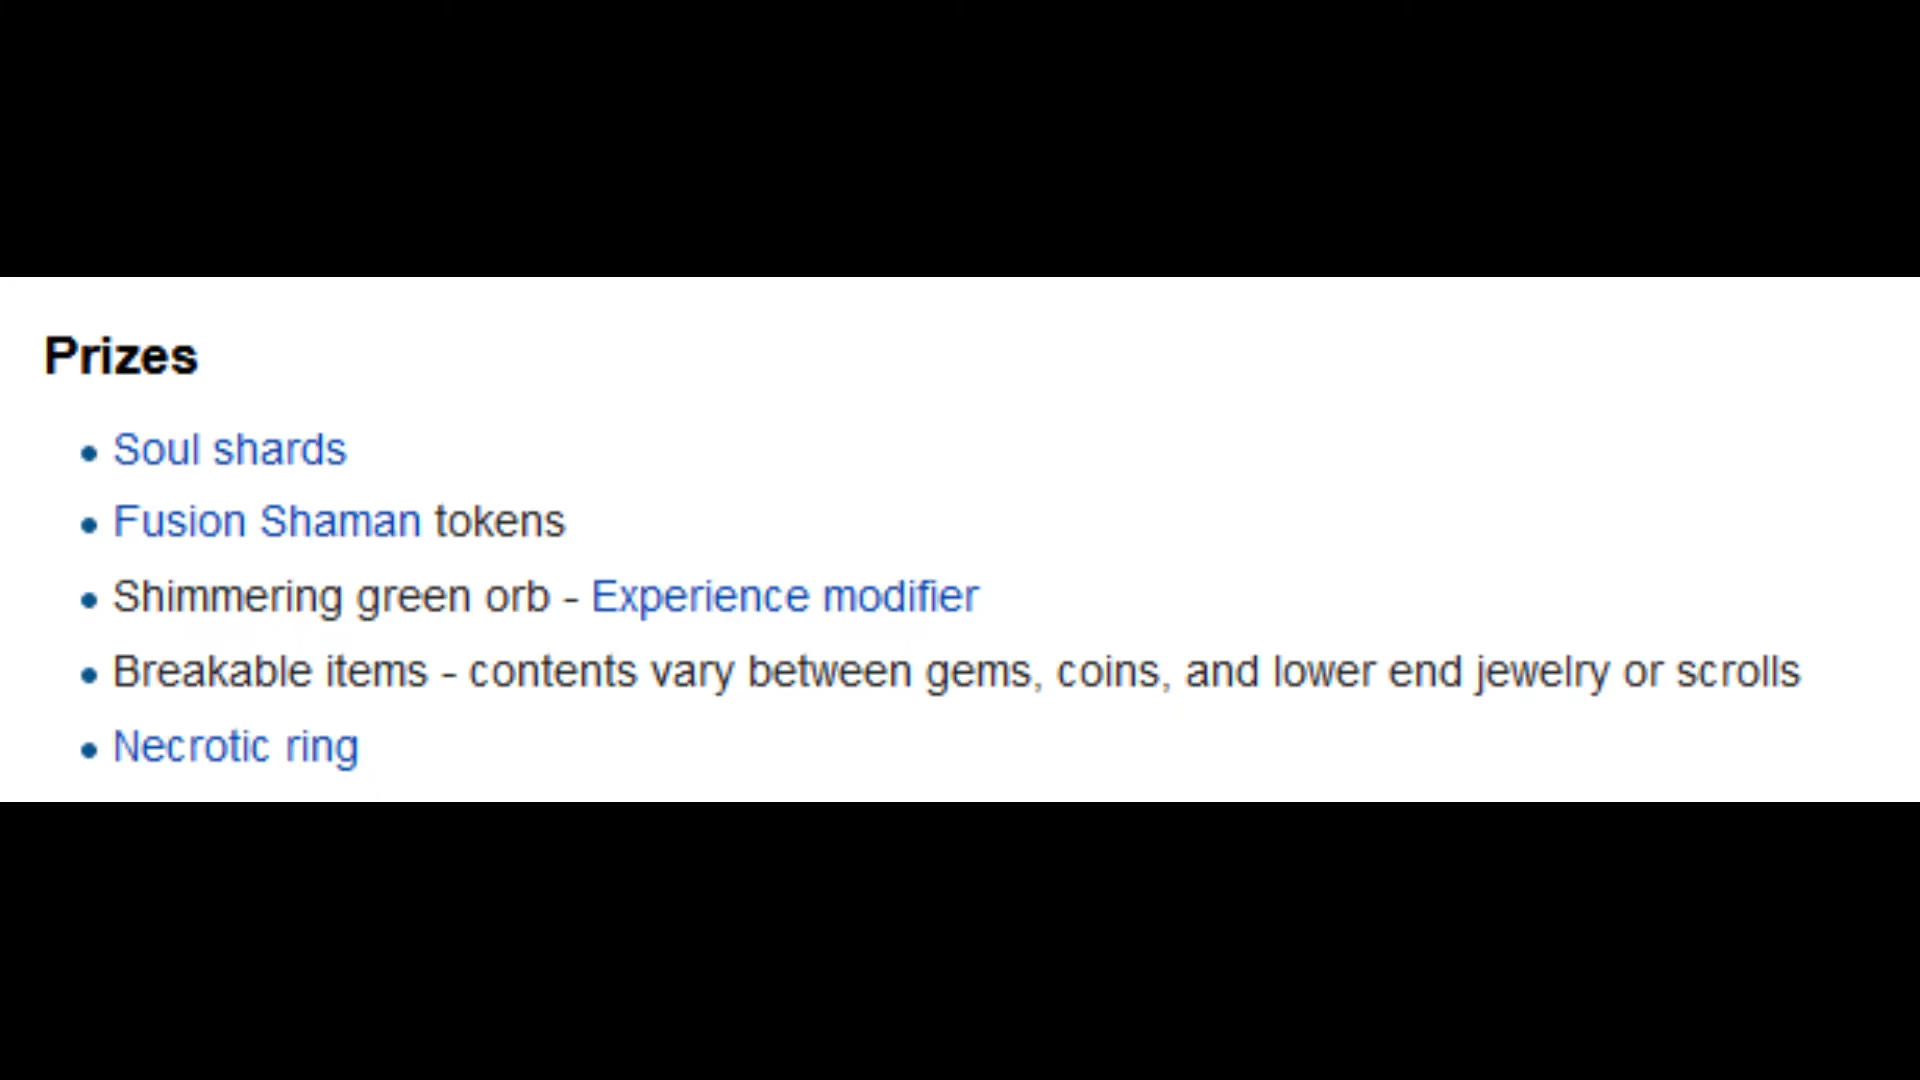 Prizes
Soul shards
Fusion Shaman tokens
Shimmering green orb - Experience modifier
Breakable items - contents vary between gems, coins, and lower end jewelry or scrolls
Necrotic ring